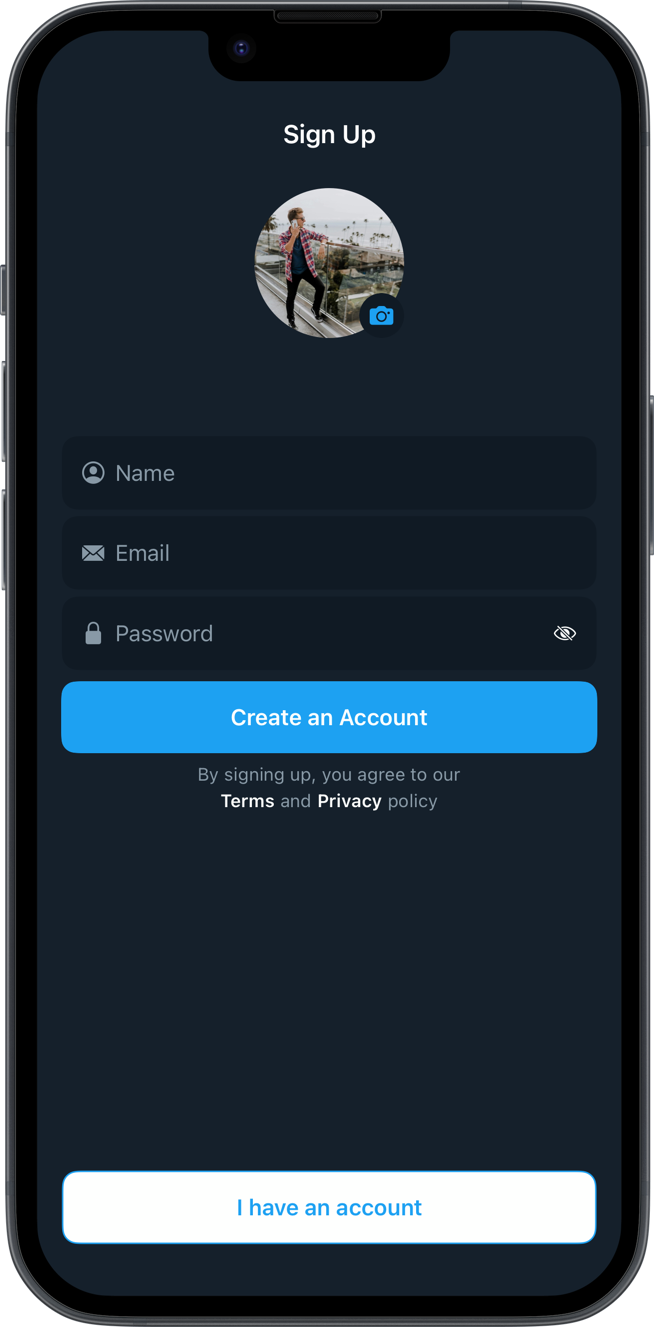 Sign Up
Name
Email
Password
Create an Account
By signing up, you agree to our
Terms and Privacy policy
I have an account